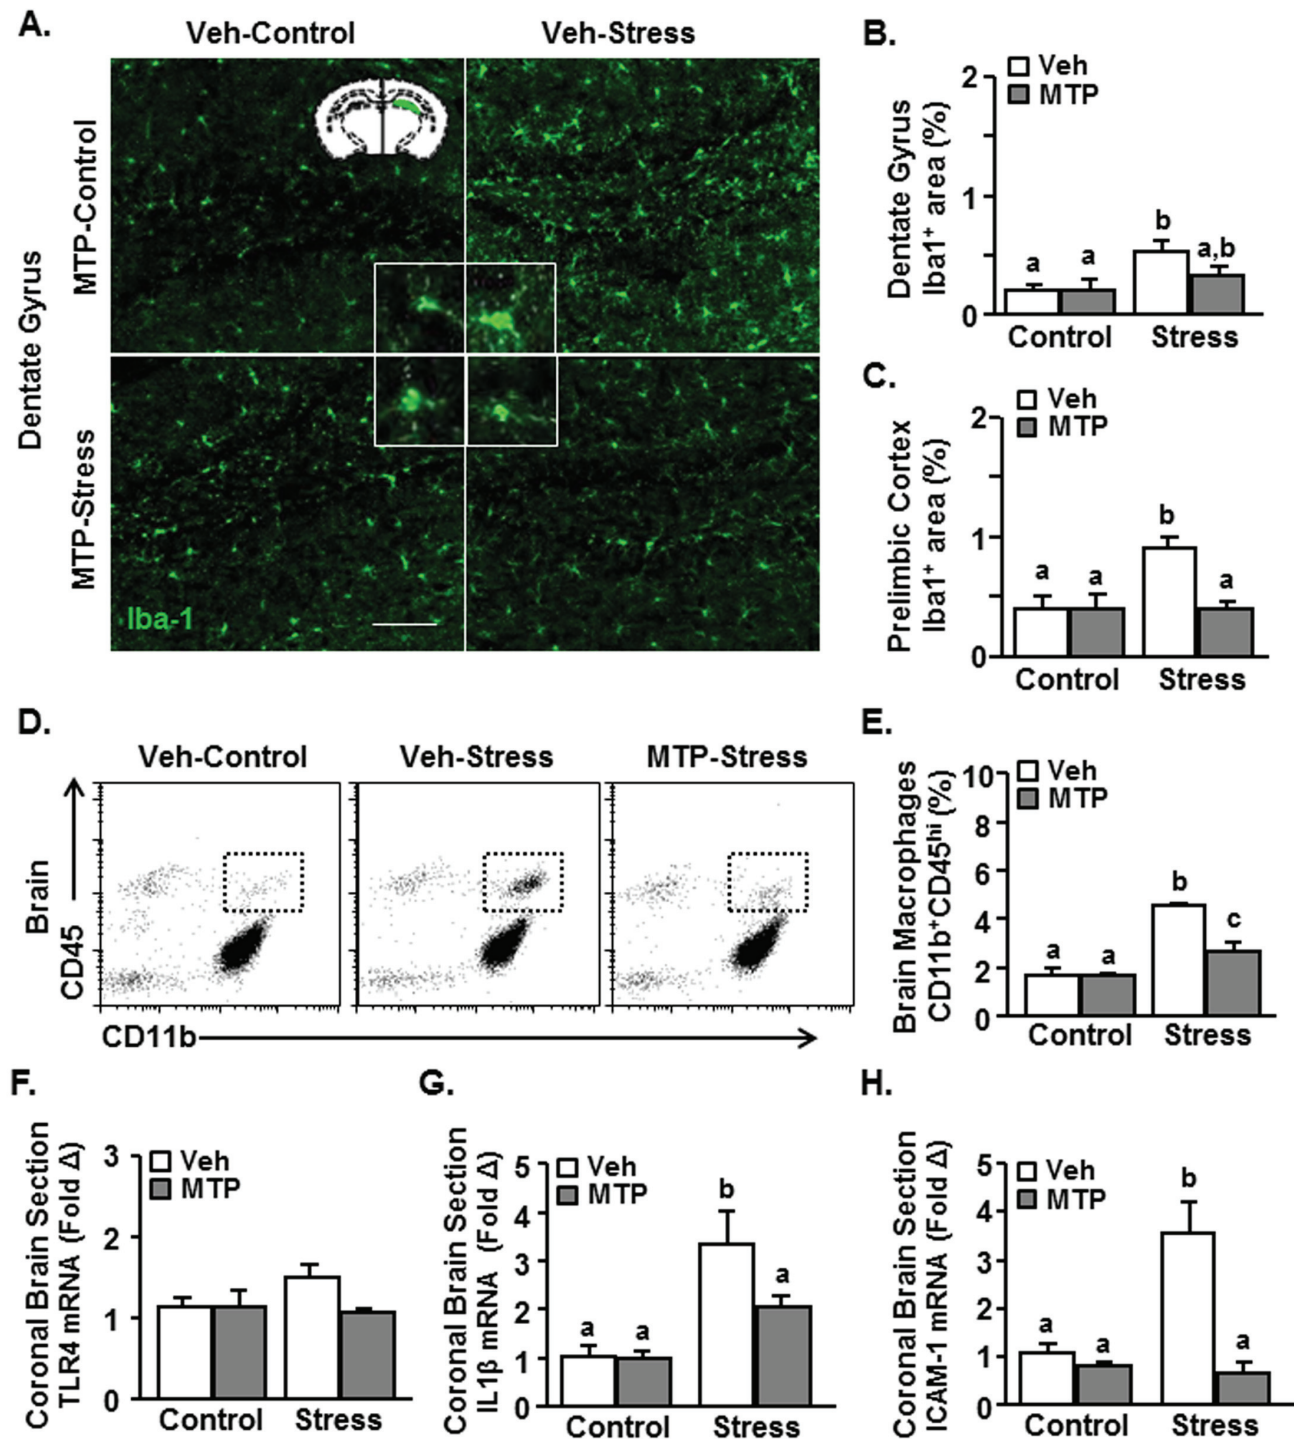 A.
Veh-Control
Veh-Stress
Dentate Gyrus
MTP-Control
MTP-Stress
Iba-1
B.
Dentate Gyrus
Iba1⁺ area (%)
2
1
0
Veh
MTP
a
a
b
a,b
Control
Stress
C.
Prelimbic Cortex
Iba1⁺ area (%)
2
1
0
Veh
MTP
a
a
b
a
Control
Stress
D.
Veh-Control
Veh-Stress
MTP-Stress
Brain
CD45
CD11b
E.
Brain Macrophages
CD11b⁺CD45ʰⁱ (%)
10
8
6
4
2
0
Veh
MTP
a
a
b
c
Control
Stress
F.
Coronal Brain Section
TLR4 mRNA (Fold Δ)
3
2
1
0
Veh
MTP
Control
Stress
G.
Coronal Brain Section
IL1β mRNA (Fold Δ)
5
4
3
2
1
0
Veh
MTP
a
a
b
a
Control
Stress
H.
Coronal Brain Section
ICAM-1 mRNA (Fold Δ)
5
4
3
2
1
0
Veh
MTP
a
a
b
a
Control
Stress